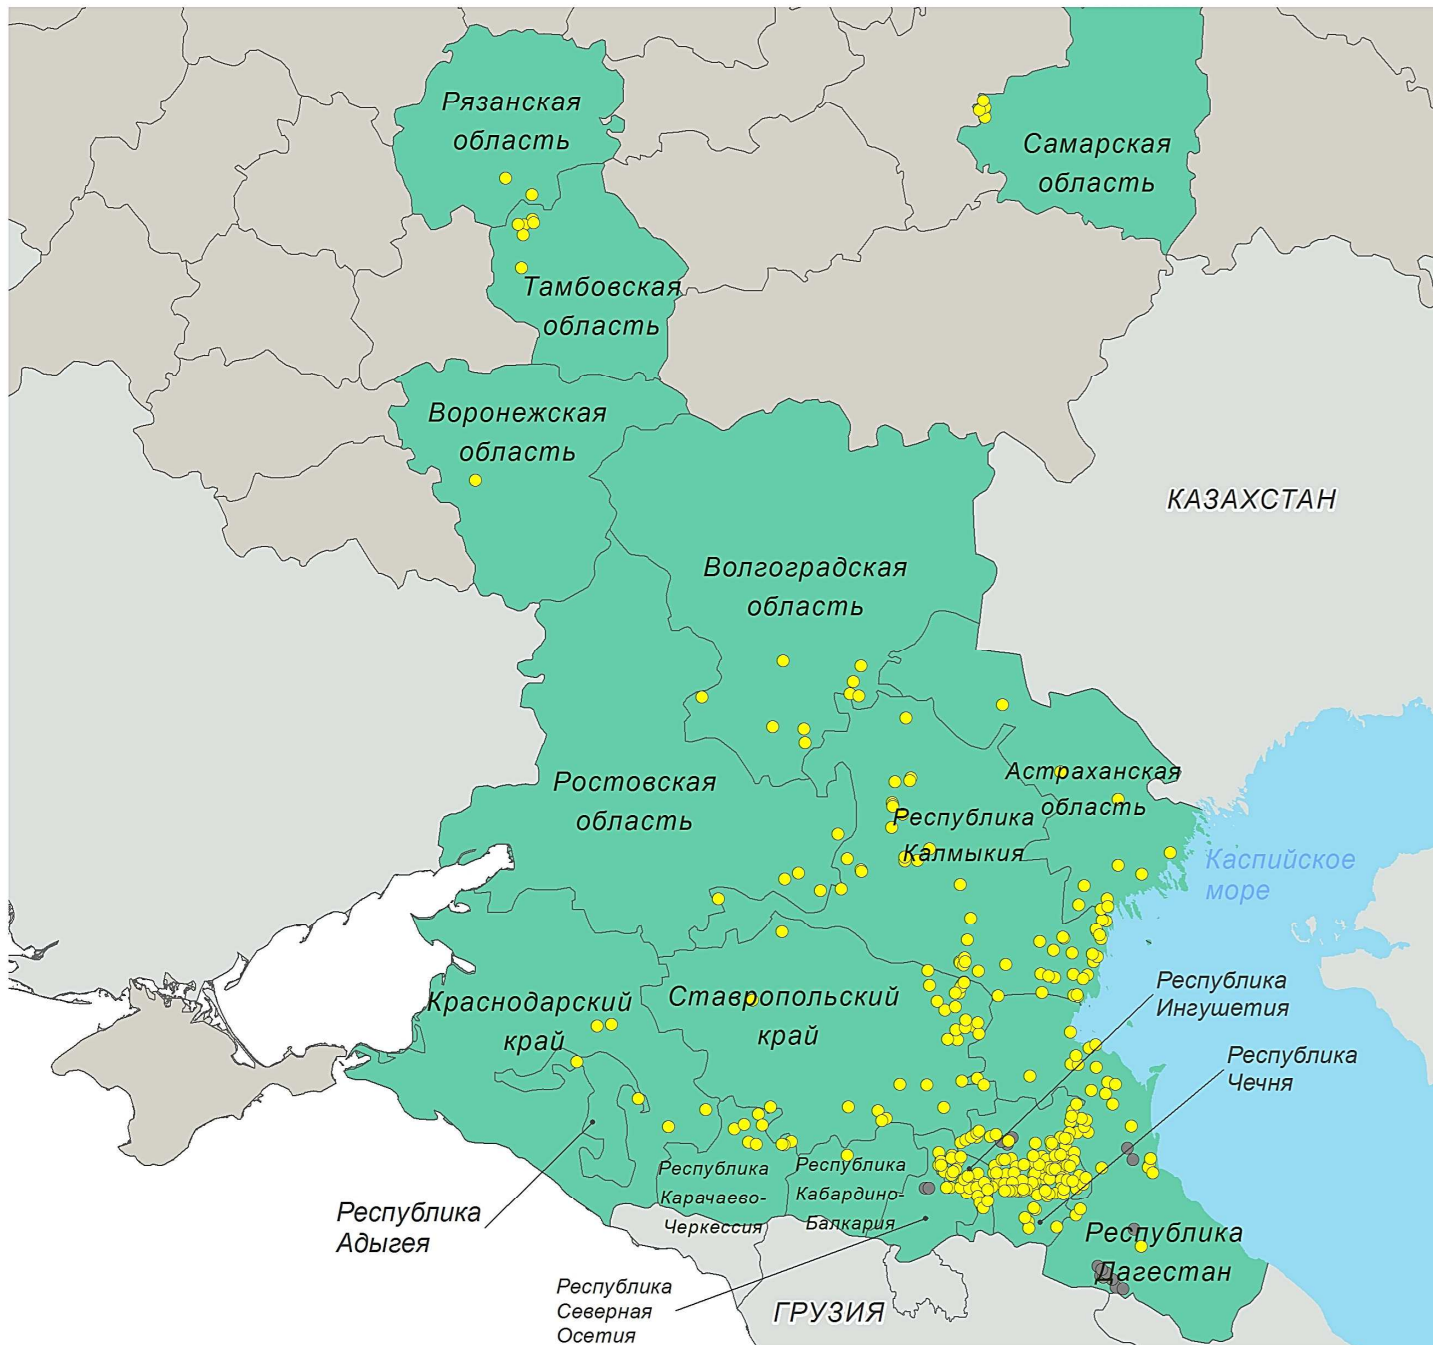 Рязанская
область
Самарская
область
Тамбовская
область
Воронежская
область
КАЗАХСТАН
Волгоградская
область
Астраханская
область
Ростовская
область
Республика
Калмыкия
Каспийское
море
Краснодарский
край
Ставропольский
край
Республика
Ингушетия
Республика
Чечня
Республика
Карачаево-
Черкессия
Республика
Кабардино-
Балкария
Республика
Адыгея
Республика
Дагестан
Республика
Северная
Осетия
ГРУЗИЯ